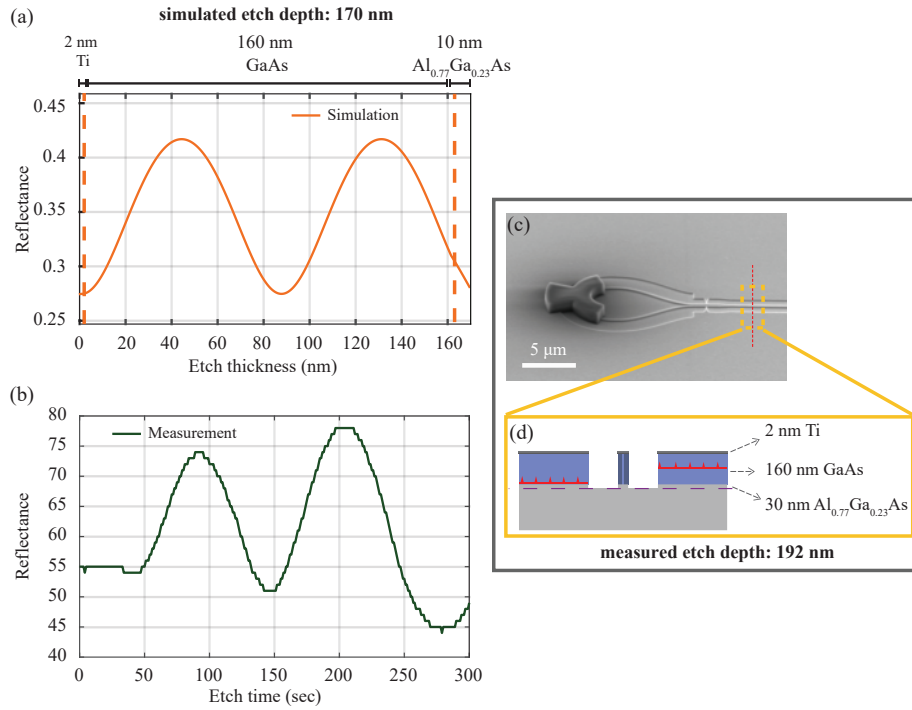 (a)
simulated etch depth: 170 nm
2 nm
Ti
160 nm
GaAs
10 nm
Al0.77Ga0.23As
0.45
0.4
0.35
0.3
0.25
Reflectance
Simulation
0 20 40 60 80 100 120 140 160
Etch thickness (nm)
(b)
80
75
70
65
60
55
50
45
40
Reflectance
Measurement
0 50 100 150 200 250 300
Etch time (sec)
(c)
5 μm
(d)
2 nm Ti
160 nm GaAs
30 nm Al0.77Ga0.23As
measured etch depth: 192 nm